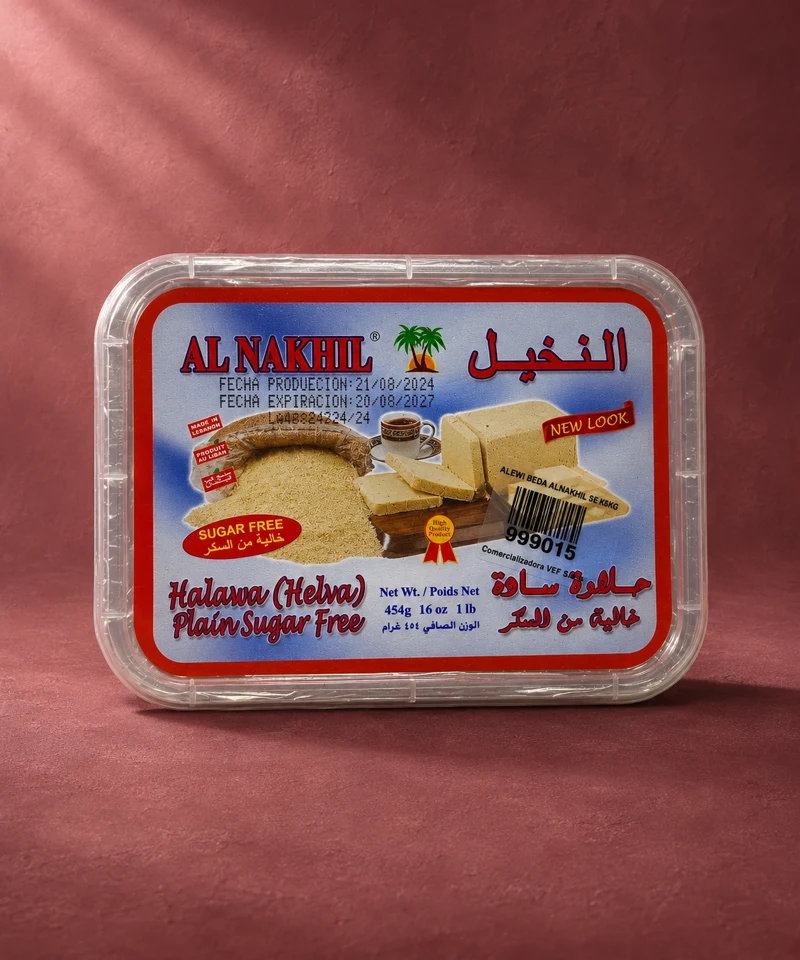 AL NAKHIL®
النخيل
FECHA PRODUECION:21/08/2024
FECHA EXPIRACION:20/08/2027
MADE IN LEBANON
PRODUIT AU LIBAN
NEW LOOK
SUGAR FREE
خالية من السكر
High Quality Product
ALEWI BEDA ALNAKHIL SE K5KG
999015
Comercializadora VEF
Halawa (Helva)
Plain Sugar Free
Net Wt. / Poids Net
454g 16 oz 1 lb
الوزن الصافي ٤٥٤ غرام
سادة
خالية من السكر